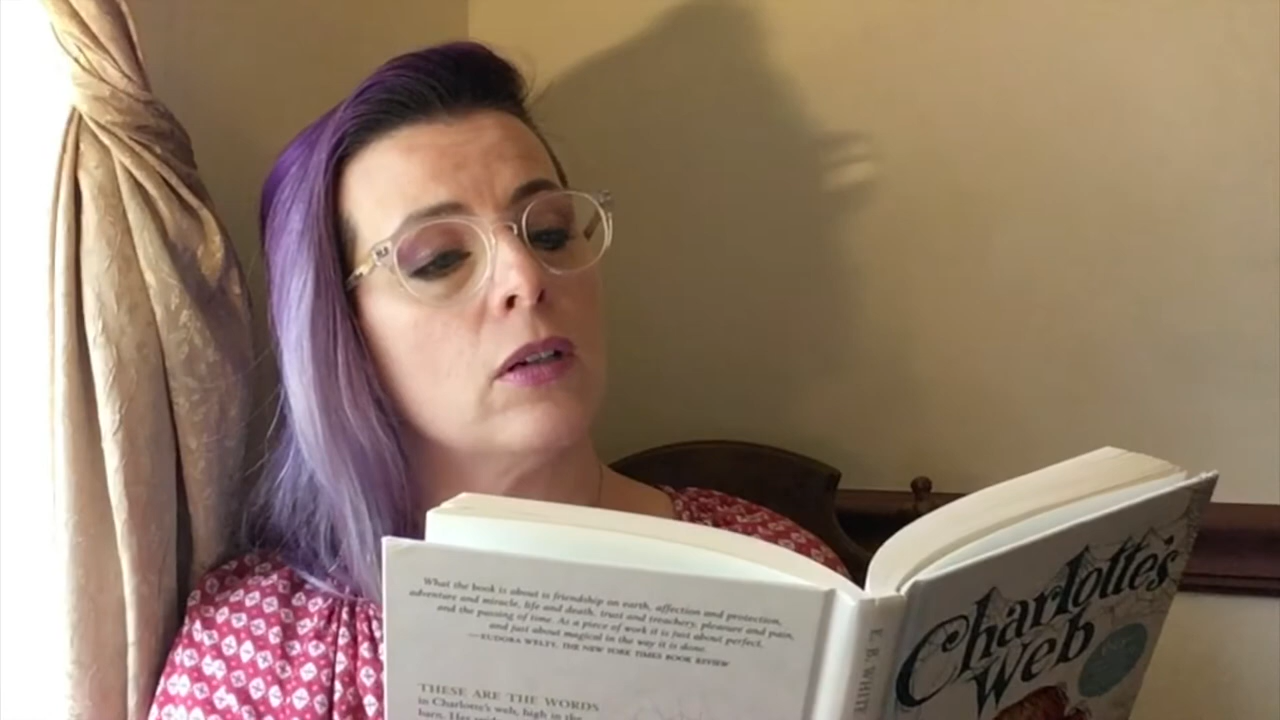 What the book is about is friendship on earth, affection and protection,
adventure and miracle, life and death, trust and treachery, pleasure and pain,
and the passing of time. As a piece of work it is just about perfect,
and just about magical in the way it is done.
—EUDORA WELTY, THE NEW YORK TIMES BOOK REVIEW
THESE ARE THE WORDS
in Charlotte's web, high in the
barn. Her
E. B. WHITE
Charlotte's
Web